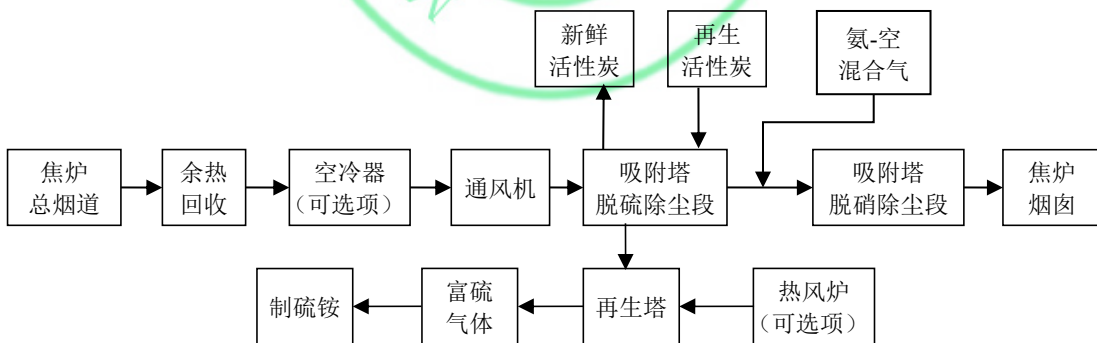 新鲜
活性炭
再生
活性炭
氨-空
混合气
焦炉
总烟道
余热
回收
空冷器
（可选项）
通风机
吸附塔
脱硫除尘段
吸附塔
脱硝除尘段
焦炉
烟囱
制硫铵
富硫
气体
再生塔
热风炉
（可选项）